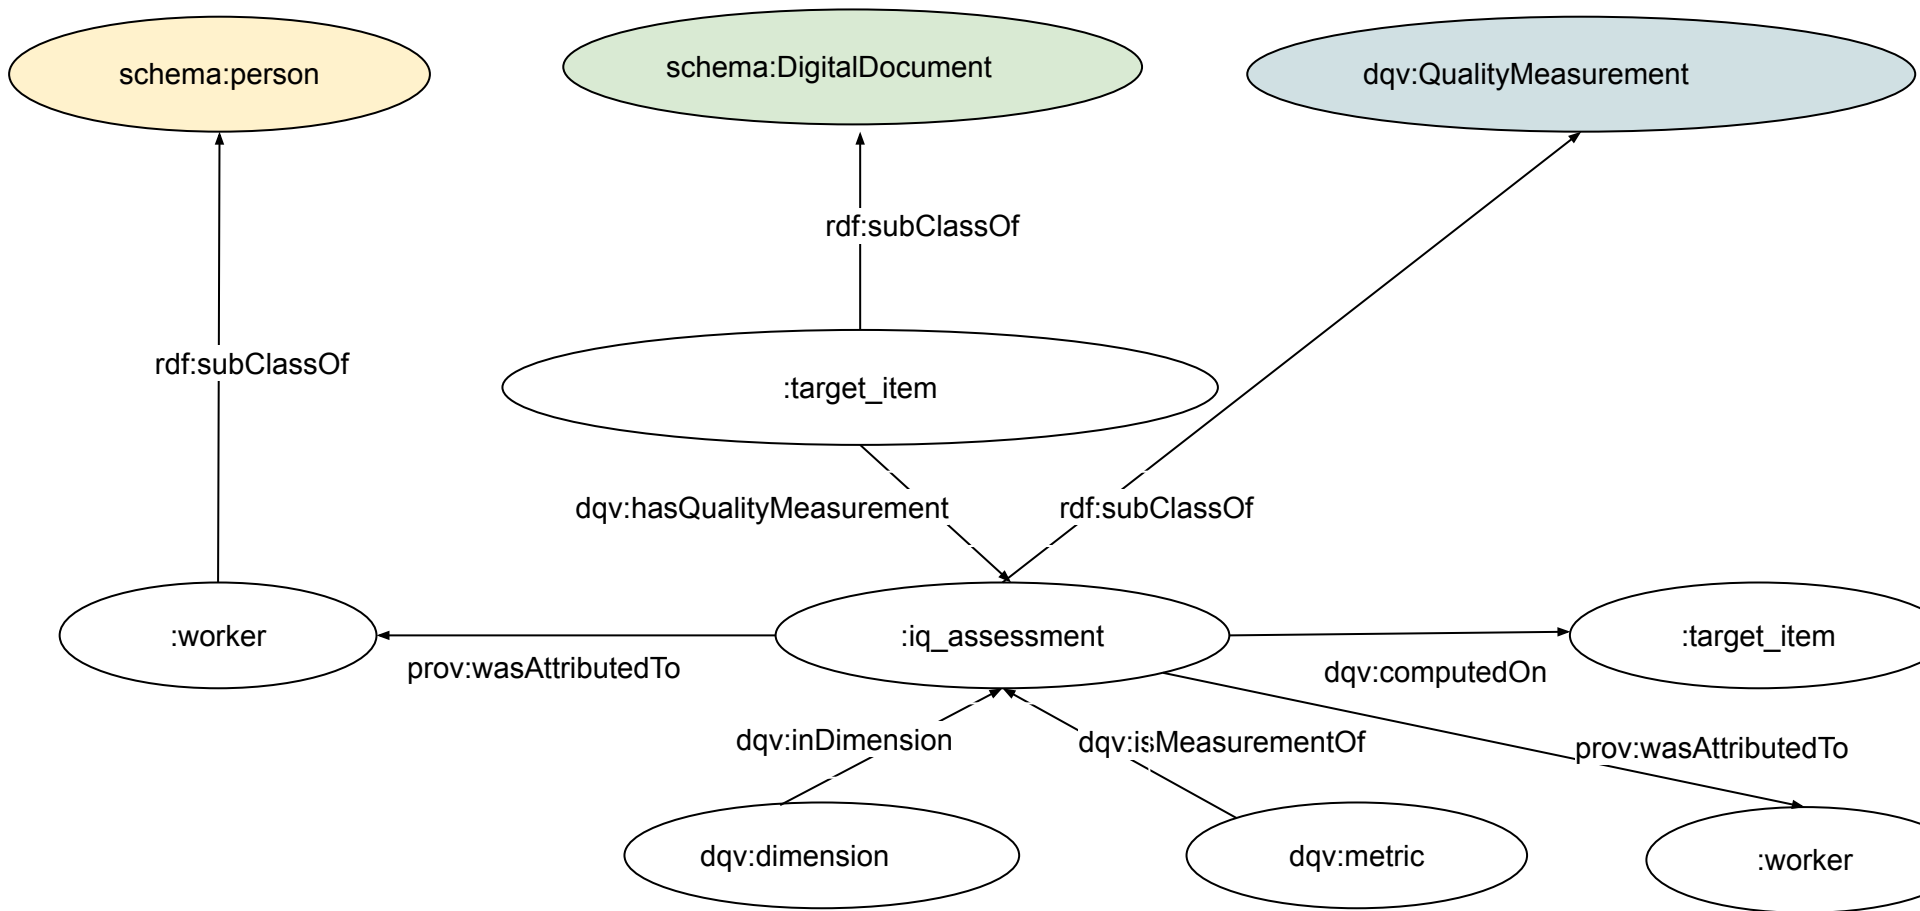 schema:person
schema:DigitalDocument
dqv:QualityMeasurement
rdf:subClassOf
rdf:subClassOf
:target_item
dqv:hasQualityMeasurement
rdf:subClassOf
:worker
:iq_assessment
:target_item
prov:wasAttributedTo
dqv:computedOn
dqv:inDimension
dqv:isMeasurementOf
prov:wasAttributedTo
dqv:dimension
dqv:metric
:worker